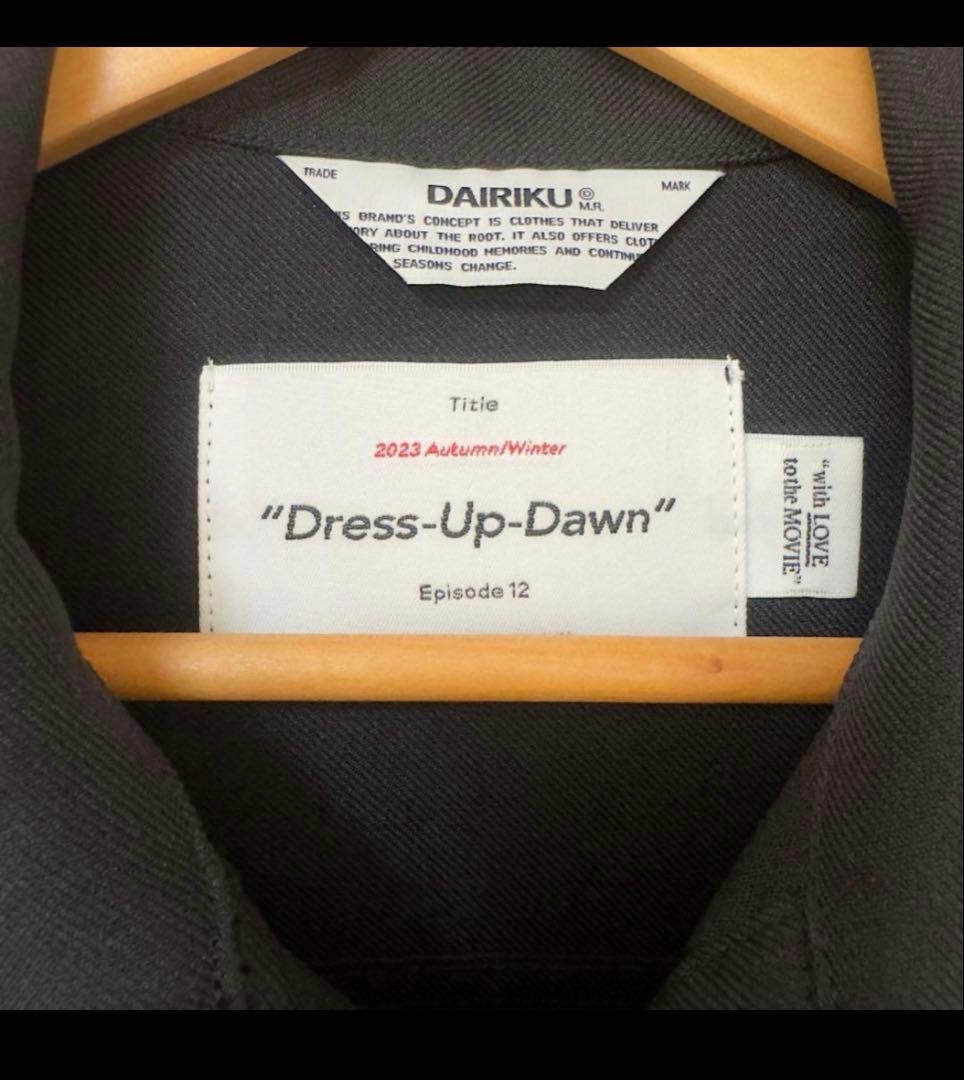 TRADE
MARK
DAIRIKU©
M.R.
BRAND'S CONCEPT IS CLOTHES THAT DELIVER
ABOUT THE ROOT. IT ALSO OFFERS
CHILDHOOD MEMORIES AND
SEASONS CHANGE.
Title
2023 Autumn/Winter
"Dress-Up-Dawn"
Episode 12
"with LOVE
to the MOVIE"